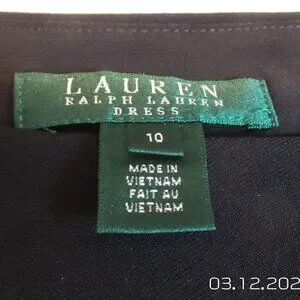 LAUREN
RALPH LAUREN
DRESS
10
MADE IN
VIETNAM
FAIT AU
VIETNAM
03.12.202